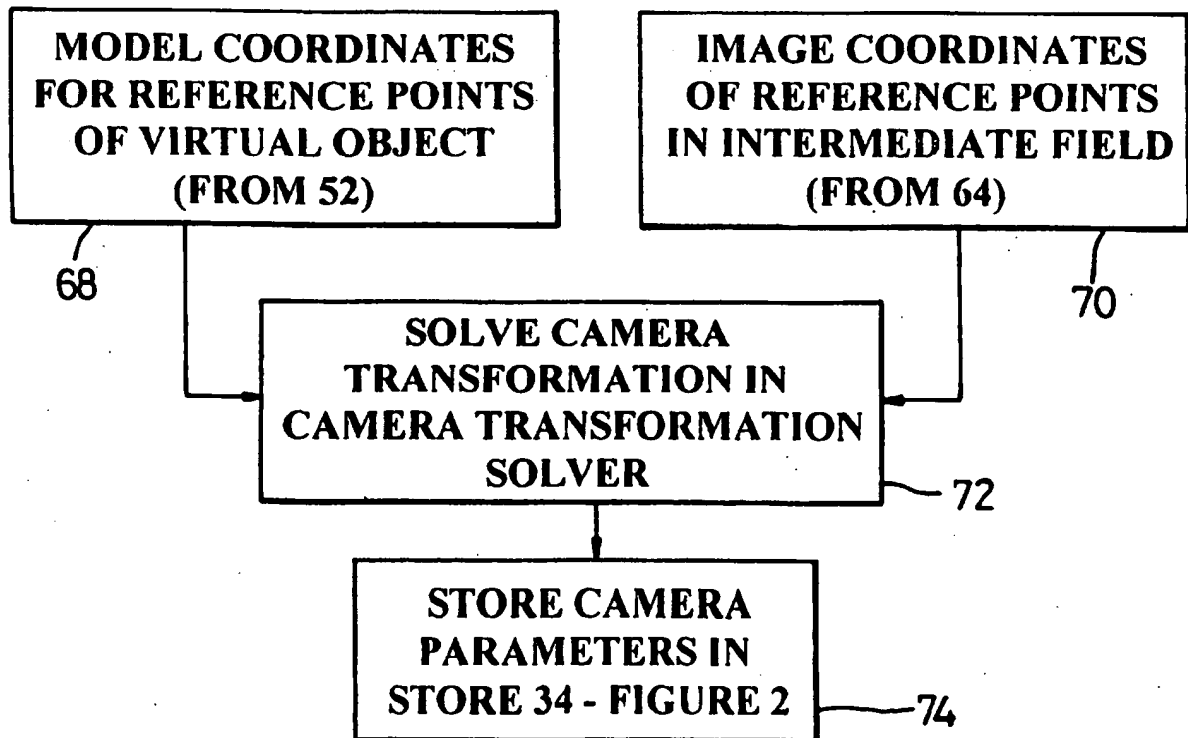 MODEL COORDINATES
FOR REFERENCE POINTS
OF VIRTUAL OBJECT
(FROM 52)
68
IMAGE COORDINATES
OF REFERENCE POINTS
IN INTERMEDIATE FIELD
(FROM 64)
70
SOLVE CAMERA
TRANSFORMATION IN
CAMERA TRANSFORMATION
SOLVER
72
STORE CAMERA
PARAMETERS IN
STORE 34 - FIGURE 2
74